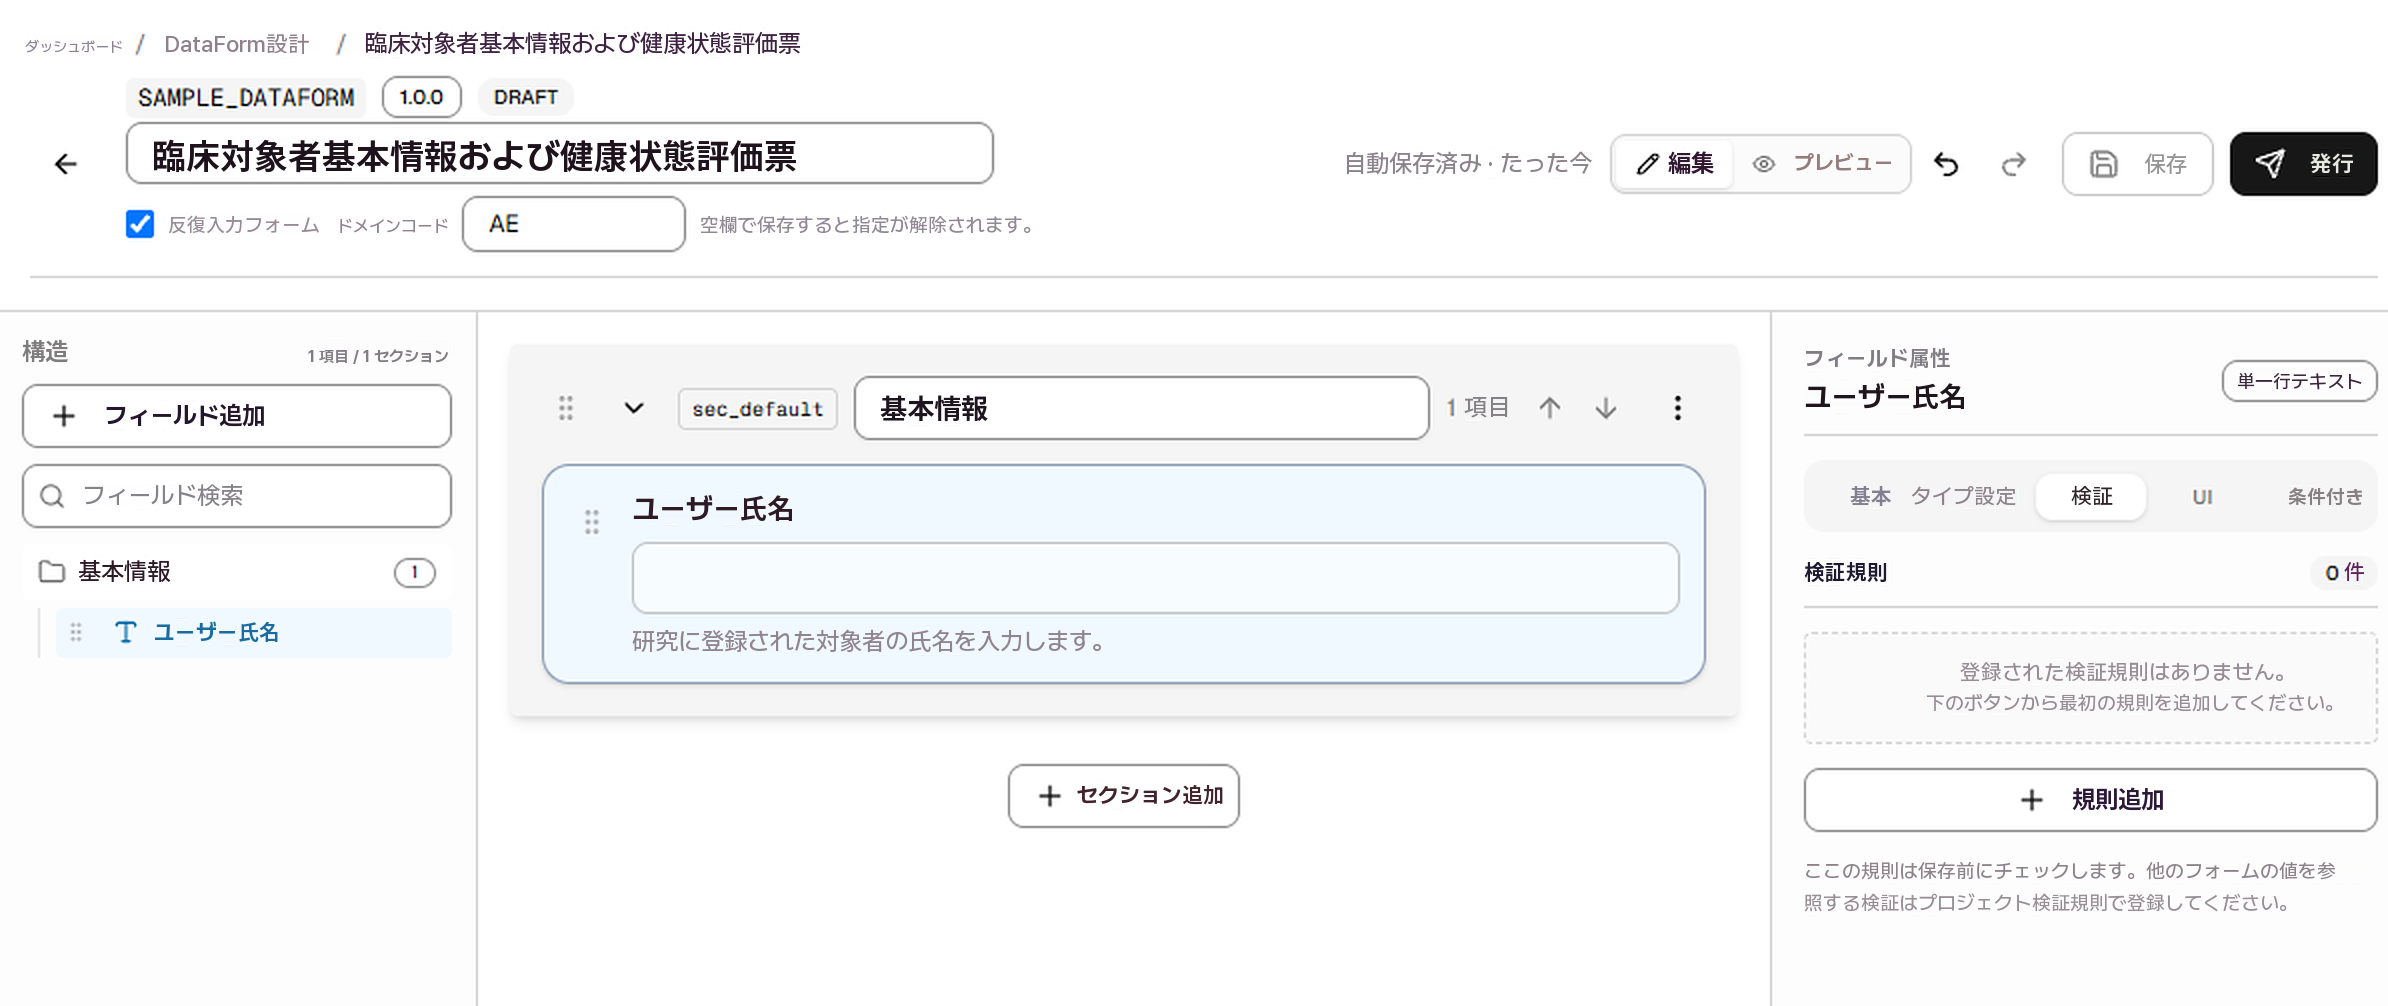 ダッシュボード / DataForm設計 / 臨床対象者基本情報および健康状態評価票
SAMPLE_DATAFORM 1.0.0 DRAFT
臨床対象者基本情報および健康状態評価票
自動保存済み · たった今 編集 プレビュー 保存 発行
反復入力フォーム ドメインコード AE 空欄で保存すると指定が解除されます。
構造 1 項目 / 1 セクション
フィールド追加
フィールド検索
基本情報 1
ユーザー氏名
sec_default 基本情報 1 項目
ユーザー氏名
研究に登録された対象者の氏名を入力します。
セクション追加
フィールド属性
ユーザー氏名 単一行テキスト
基本 タイプ設定 検証 UI 条件付き
検証規則 0 件
登録された検証規則はありません。
下のボタンから最初の規則を追加してください。
規則追加
ここの規則は保存前にチェックします。他のフォームの値を参
照する検証はプロジェクト検証規則で登録してください。